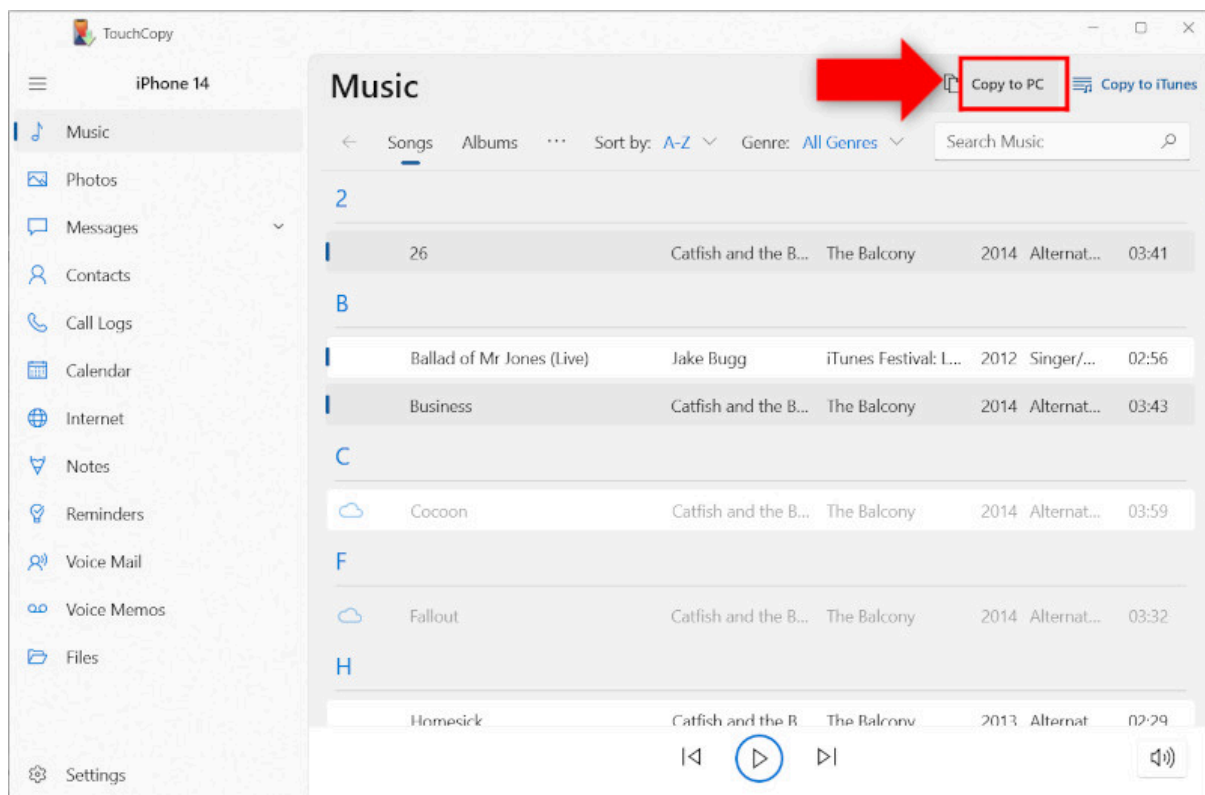 TouchCopy
iPhone 14
Music
Photos
Messages
Contacts
Call Logs
Calendar
Internet
Notes
Reminders
Voice Mail
Voice Memos
Files
Settings
Music
Copy to PC
Copy to iTunes
Songs Albums ··· Sort by: A-Z Genre: All Genres Search Music
2
26 Catfish and the B... The Balcony 2014 Alternat... 03:41
B
Ballad of Mr Jones (Live) Jake Bugg iTunes Festival: L... 2012 Singer/... 02:56
Business Catfish and the B... The Balcony 2014 Alternat... 03:43
C
Cocoon Catfish and the B... The Balcony 2014 Alternat... 03:59
F
Fallout Catfish and the B... The Balcony 2014 Alternat... 03:32
H
Homesick Catfish and the B The Balcony 2013 Alternat 02:29